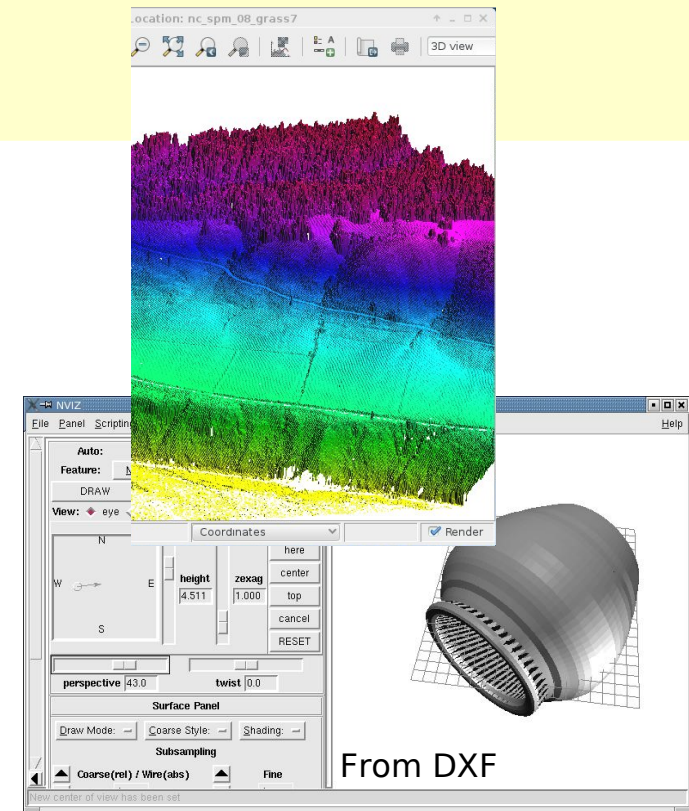 ocation: nc_spm_08_grass7
3D view
Coordinates
Render
NVIZ
File Panel Scripting
Help
Auto:
Feature:
DRAW
View: eye
N
W
E
S
height
4.511
zexag
1.000
here
center
top
cancel
RESET
perspective 43.0
twist 0.0
Surface Panel
Draw Mode:
Coarse Style:
Shading:
Subsampling
Coarse(rel) / Wire(abs)
Fine
From DXF
New center of view has been set